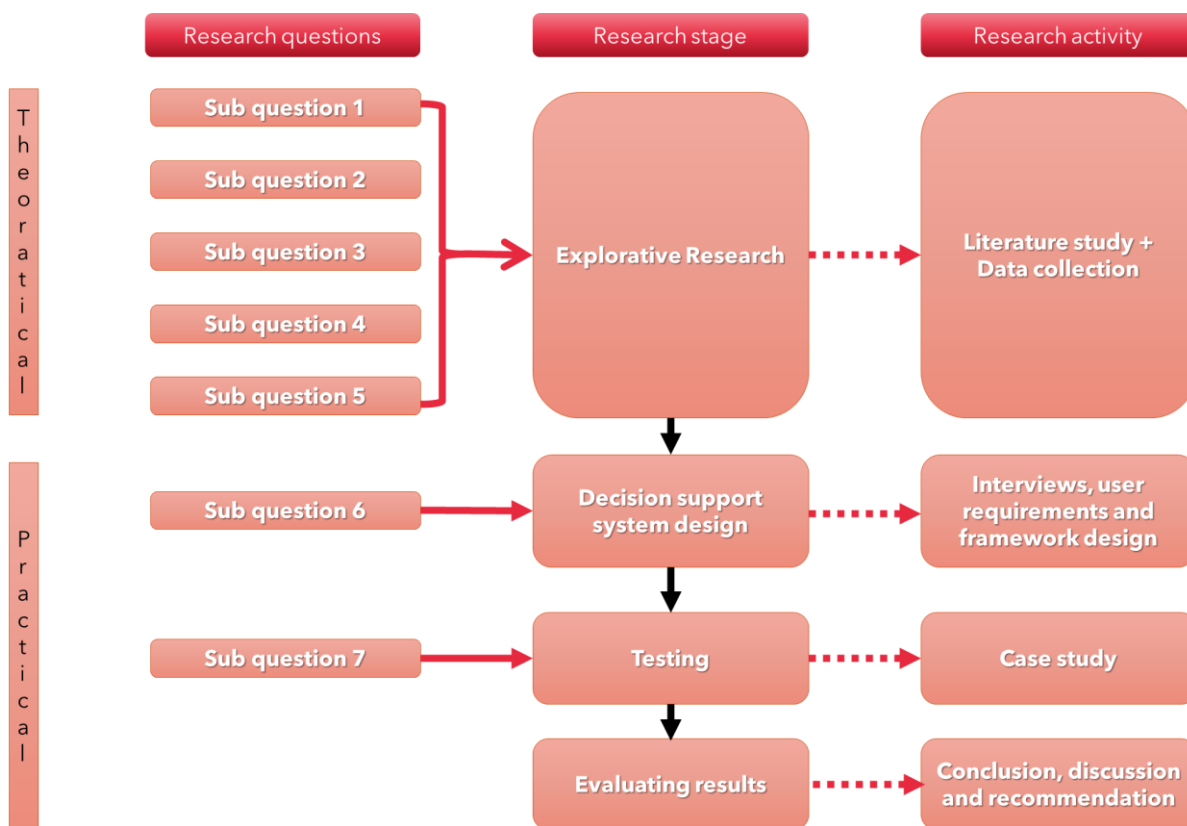 Research questions
Research stage
Research activity
Theoratical
Sub question 1
Sub question 2
Sub question 3
Sub question 4
Sub question 5
Explorative Research
Literature study +
Data collection
Practical
Sub question 6
Decision support
system design
Interviews, user
requirements and
framework design
Sub question 7
Testing
Case study
Evaluating results
Conclusion, discussion
and recommendation